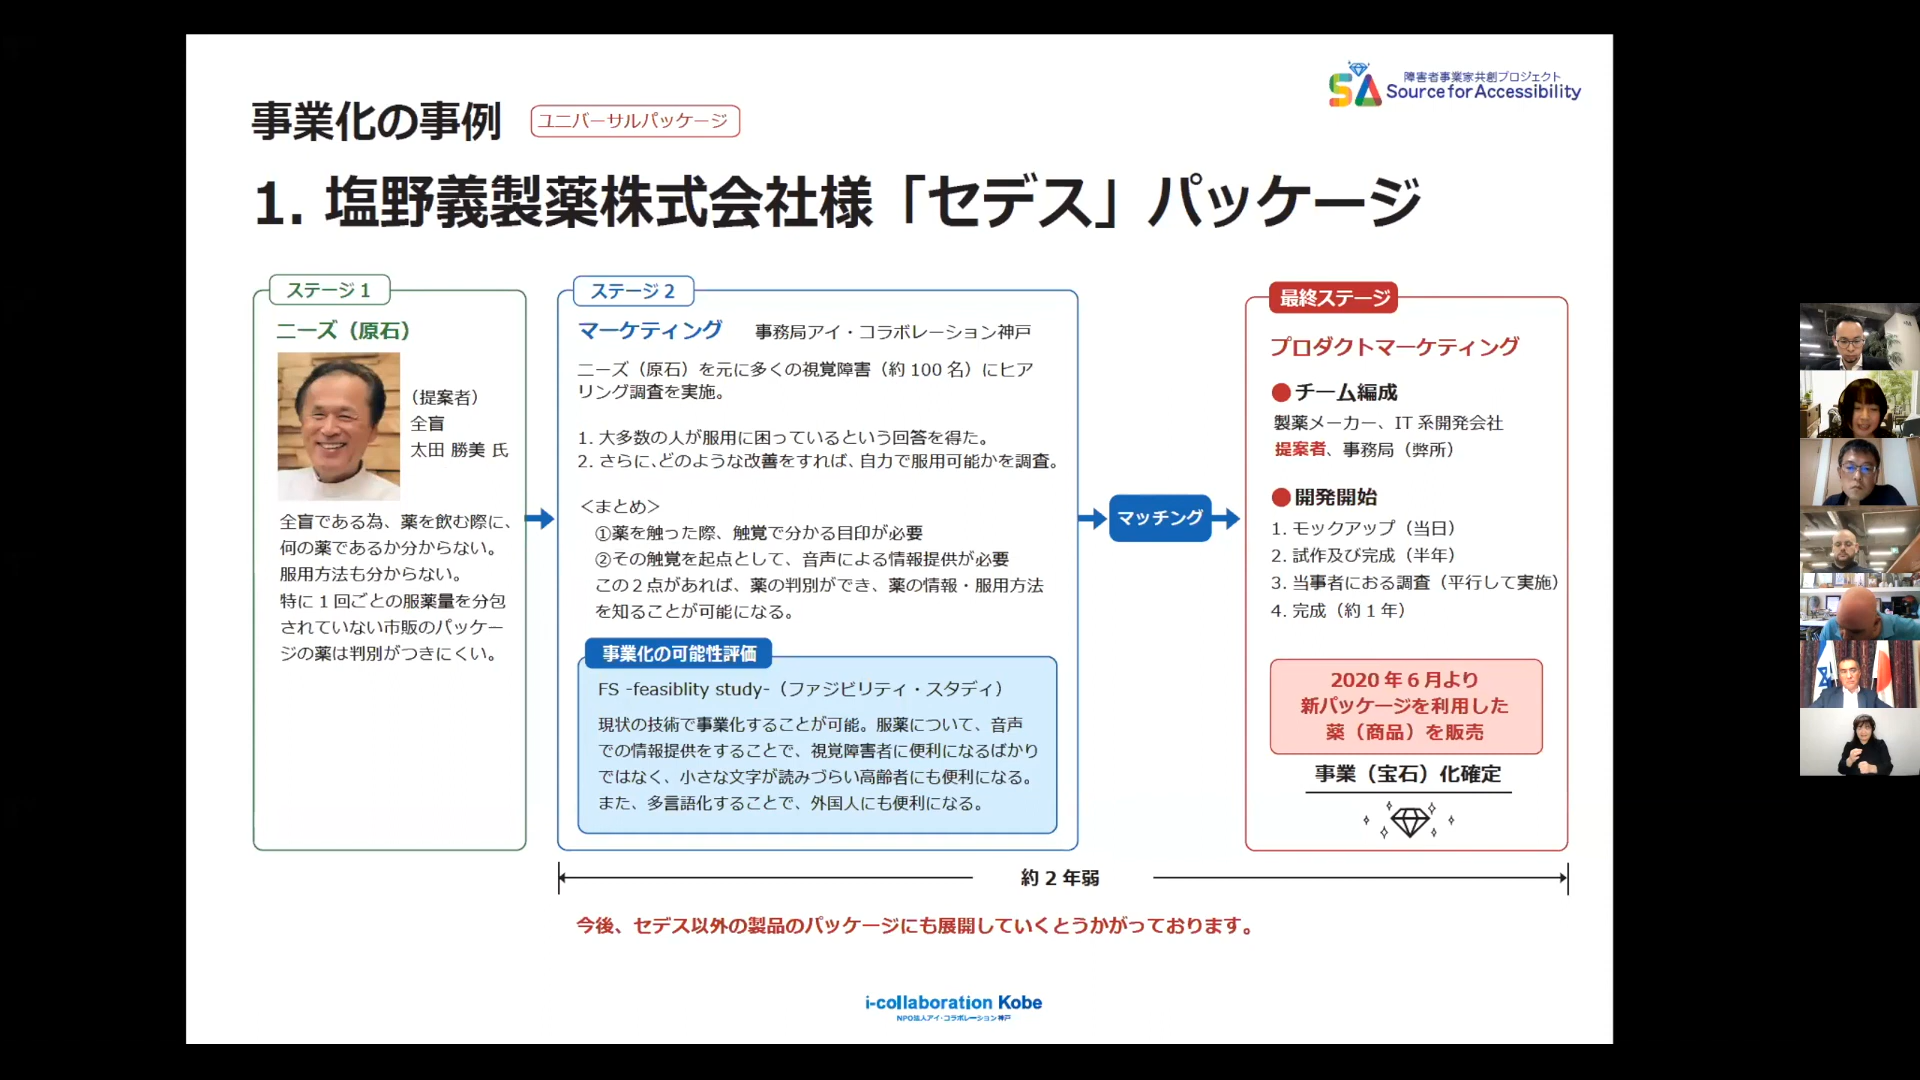 障害者事業家共創プロジェクト
SA Source for Accessibility
事業化の事例
ユニバーサルパッケージ
1. 塩野義製薬株式会社様「セデス」パッケージ
ステージ 1
ニーズ（原石）
（提案者）
全盲
太田 勝美 氏
全盲である為、薬を飲む際に、
何の薬であるか分からない。
服用方法も分からない。
特に 1 回ごとの服薬量を分包
されていない市販のパッケー
ジの薬は判別がつきにくい。
ステージ 2
マーケティング 事務局アイ・コラボレーション神戸
ニーズ（原石）を元に多くの視覚障害（約 100 名）にヒア
リング調査を実施。
1. 大多数の人が服用に困っているという回答を得た。
2. さらに、どのような改善をすれば、自力で服用可能かを調査。
＜まとめ＞
①薬を触った際、触覚で分かる目印が必要
②その触覚を起点として、音声による情報提供が必要
この２点があれば、薬の判別ができ、薬の情報・服用方法
を知ることが可能になる。
事業化の可能性評価
FS -feasiblity study-（ファジビリティ・スタディ）
現状の技術で事業化することが可能。服薬について、音声
での情報提供をすることで、視覚障害者に便利になるばかり
ではなく、小さな文字が読みづらい高齢者にも便利になる。
また、多言語化することで、外国人にも便利になる。
マッチング
最終ステージ
プロダクトマーケティング
●チーム編成
製薬メーカー、IT 系開発会社
提案者、事務局（弊所）
●開発開始
1. モックアップ（当日）
2. 試作及び完成（半年）
3. 当事者における調査（平行して実施）
4. 完成（約 1 年）
2020 年 6 月より
新パッケージを利用した
薬（商品）を販売
事業（宝石）化確定
約 2 年弱
今後、セデス以外の製品のパッケージにも展開していくとうかがっております。
i-collaboration Kobe
NPO法人アイ・コラボレーション神戸